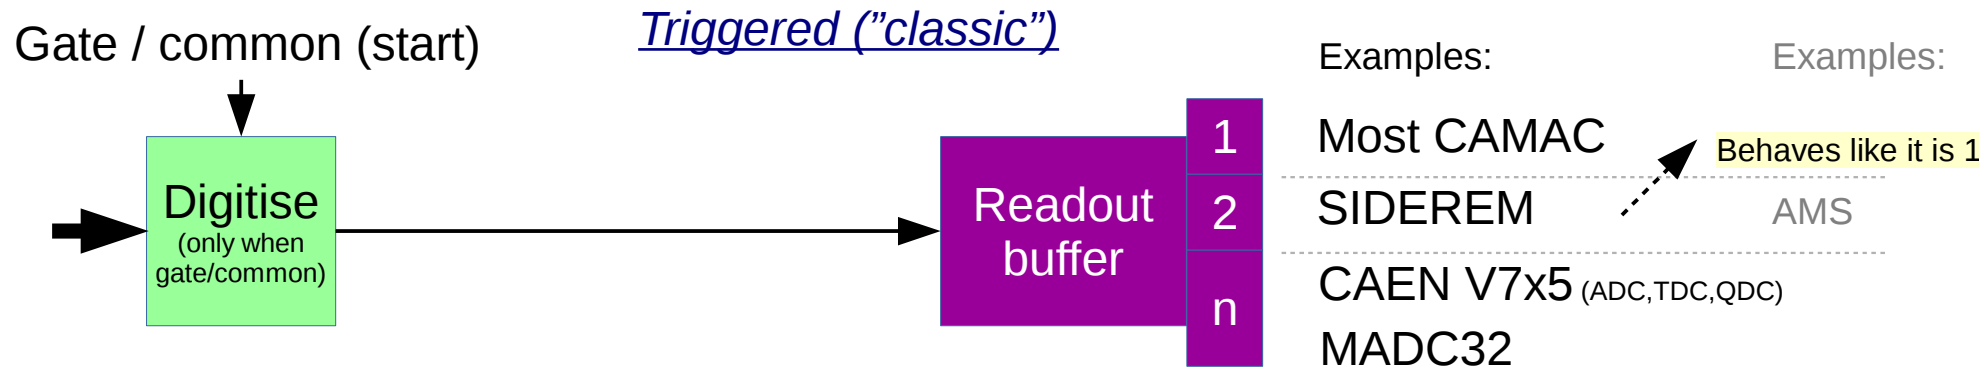 Triggered (”classic”)
Gate / common (start)
Examples:
Examples:
Digitise
(only when
gate/common)
Readout
buffer
1
2
n
Most CAMAC
Behaves like it is 1
SIDEREM
AMS
CAEN V7x5 (ADC,TDC,QDC)
MADC32